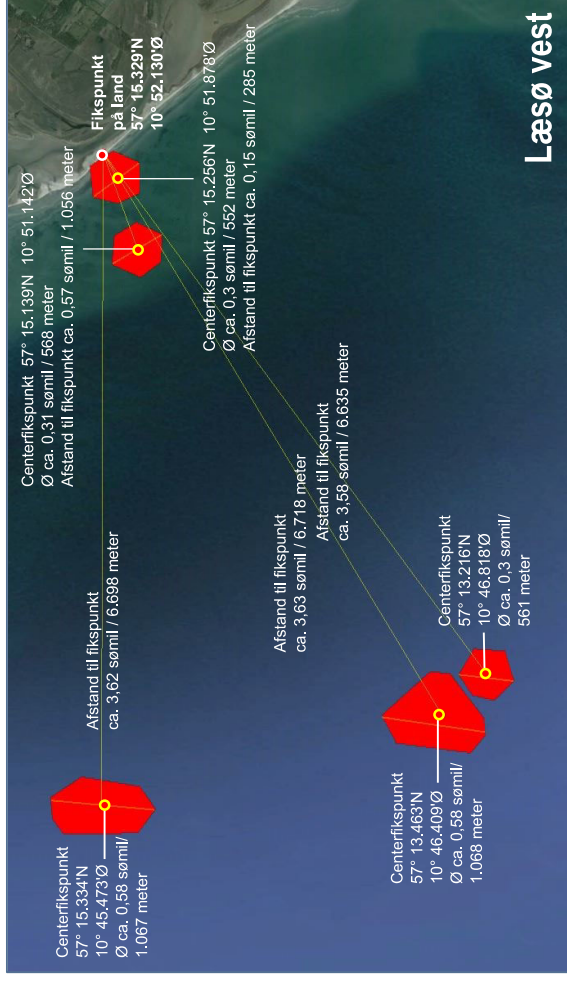 Læsø vest
Fikspunkt
på land
57° 15.329'N
10° 52.130'Ø
Centerfikspunkt  57° 15.139'N  10° 51.142'Ø
Ø ca. 0,31 sømil / 568 meter
Afstand til fikspunkt ca. 0,57 sømil / 1.056 meter
Centerfikspunkt 57° 15.256'N  10° 51.878'Ø
Ø ca. 0,3 sømil / 552 meter
Afstand til fikspunkt ca. 0,15 sømil / 285 meter
Afstand til fikspunkt
ca. 3,62 sømil / 6.698 meter
Afstand til fikspunkt
ca. 3,63 sømil / 6.718 meter
Afstand til fikspunkt
ca. 3,58 sømil / 6.635 meter
Centerfikspunkt
57° 15.334'N
10° 45.473'Ø
Ø ca. 0,58 sømil/
1.067 meter
Centerfikspunkt
57° 13.463'N
10° 46.409'Ø
Ø ca. 0,58 sømil/
1.068 meter
Centerfikspunkt
57° 13.216'N
10° 46.818'Ø
Ø ca. 0,3 sømil/
561 meter